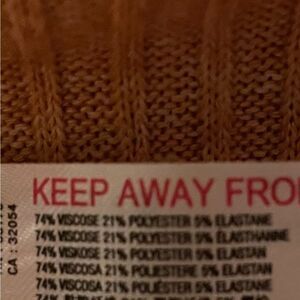 KEEP AWAY FRO
74% VISCOSE 21% POLYESTER 5% ELASTANE
74% VISCOSE 21% POLYESTER 5% ELASTHANNE
74% VISKOSE 21% POLYESTER 5% ELASTAN
74% VISCOSA 21% POLIESTERE 5% ELASTAN
74% VISCOSA 21% POLIÉSTER 5% ELASTANO
CA : 32054